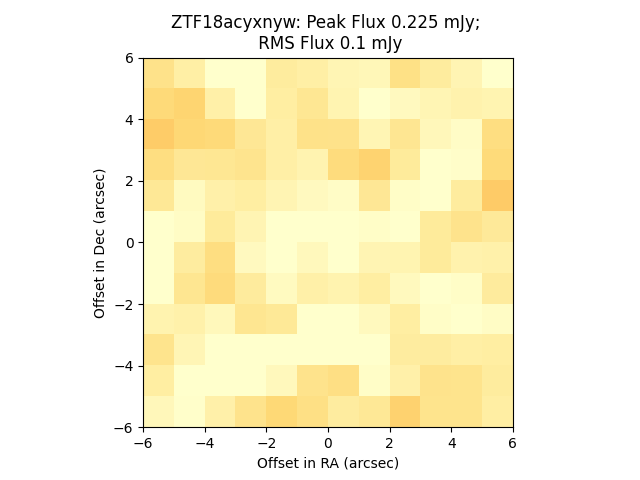 ZTF18acyxnyw: Peak Flux 0.225 mJy;
RMS Flux 0.1 mJy
6
4
2
0
−2
−4
−6
Offset in Dec (arcsec)
−6 −4 −2 0 2 4 6
Offset in RA (arcsec)